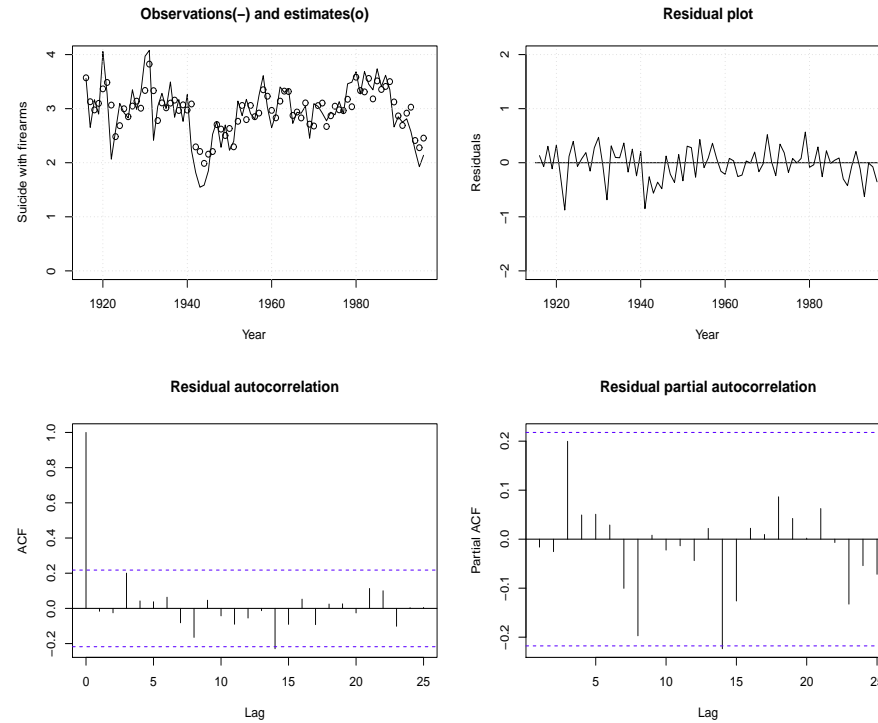 Observations(−) and estimates(o)
Suicide with firearms
4
3
2
1
0
1920 1940 1960 1980
Year
Residual plot
Residuals
2
1
0
−1
−2
1920 1940 1960 1980
Year
Residual autocorrelation
ACF
1.0
0.8
0.6
0.4
0.2
0.0
−0.2
0 5 10 15 20 25
Lag
Residual partial autocorrelation
Partial ACF
0.2
0.1
0.0
−0.1
−0.2
5 10 15 20 25
Lag